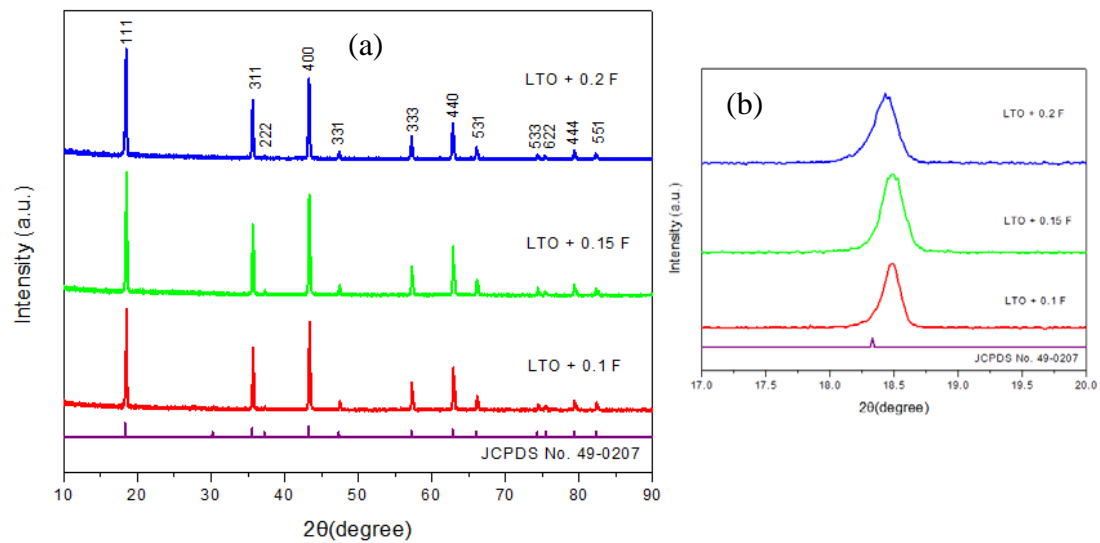 (a)
111
311
222
400
331
333
440
531
533
622
444
551
LTO + 0.2 F
LTO + 0.15 F
LTO + 0.1 F
JCPDS No. 49-0207
Intensity (a.u.)
10 20 30 40 50 60 70 80 90
2θ(degree)
(b)
LTO + 0.2 F
LTO + 0.15 F
LTO + 0.1 F
JCPDS No. 49-0207
Intensity (a.u.)
17.0 17.5 18.0 18.5 19.0 19.5 20.0
2θ(degree)